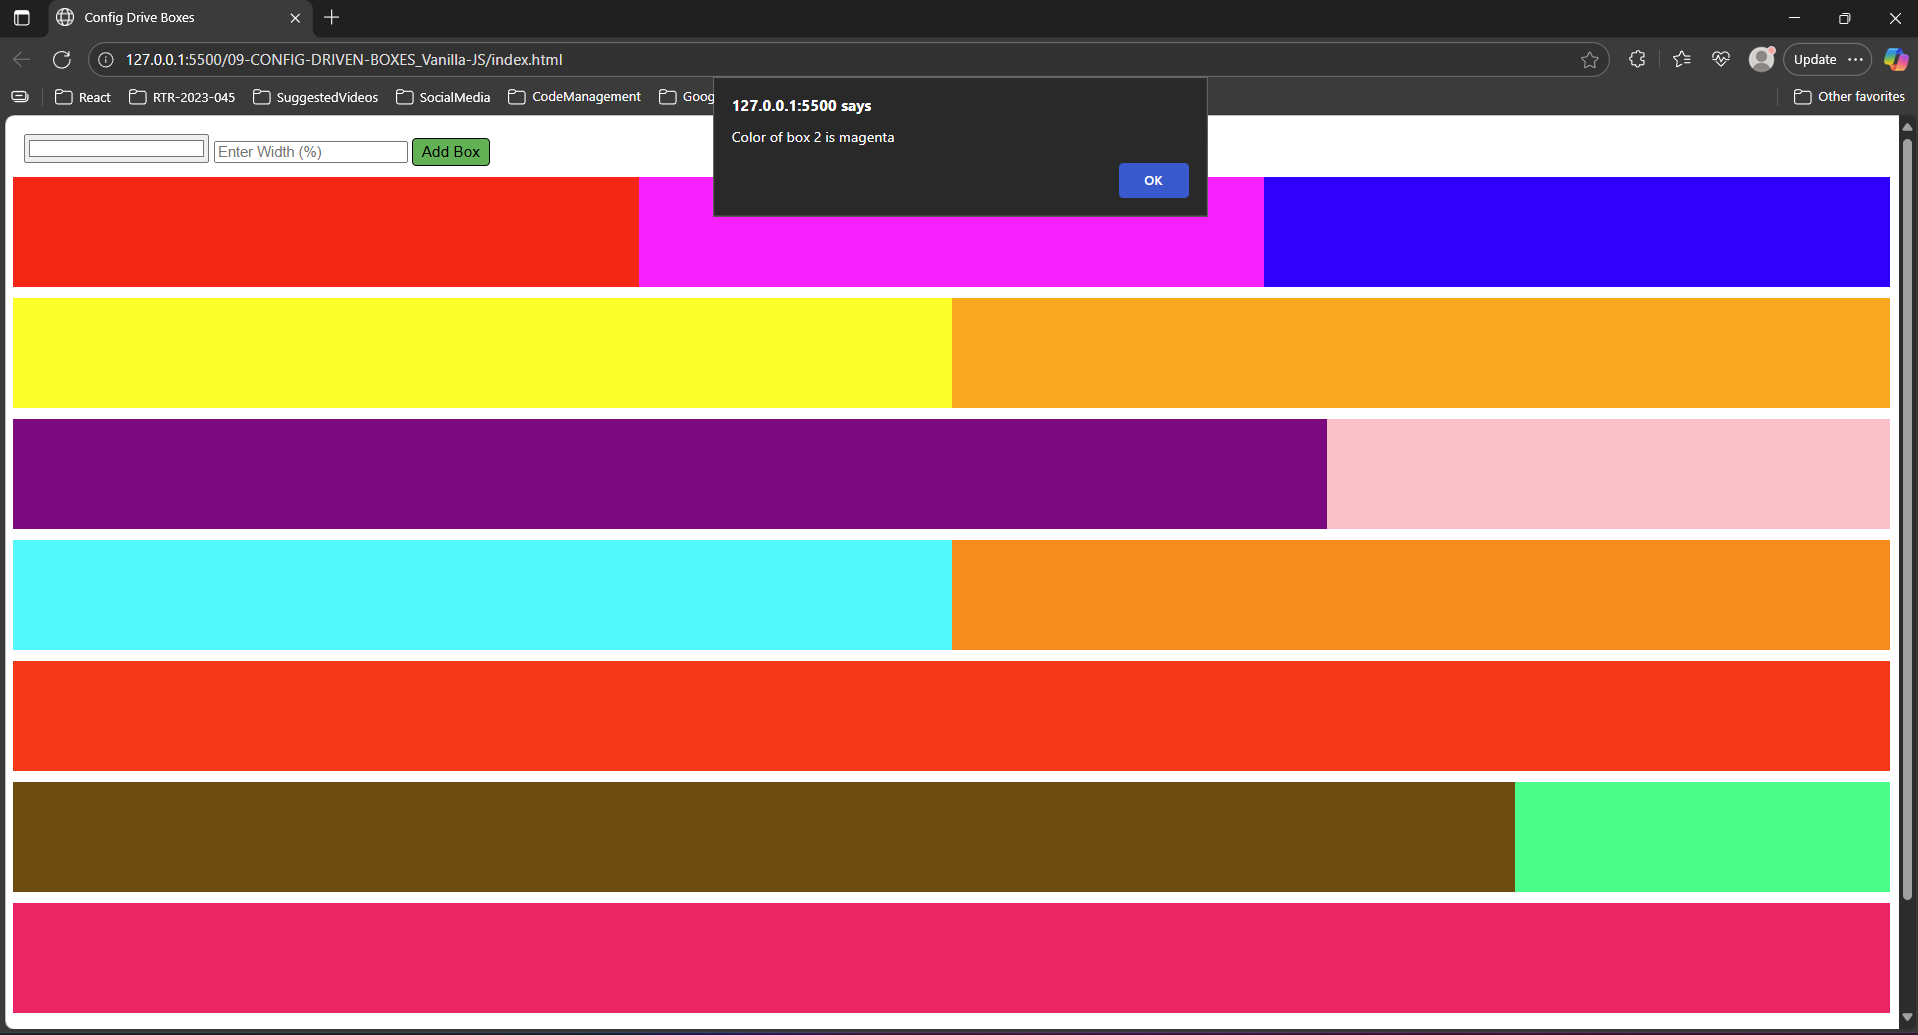 Config Drive Boxes
127.0.0.1:5500/09-CONFIG-DRIVEN-BOXES_Vanilla-JS/index.html
Update
React RTR-2023-045 SuggestedVideos SocialMedia CodeManagement Goog Other favorites
127.0.0.1:5500 says
Color of box 2 is magenta
OK
Enter Width (%) Add Box